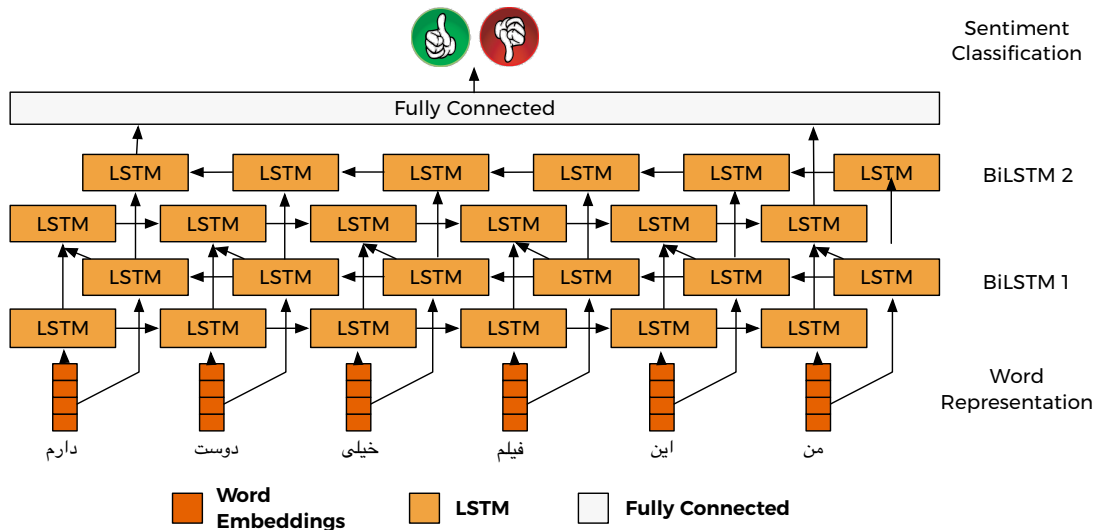 Sentiment
Classification
Fully Connected
LSTM LSTM LSTM LSTM LSTM LSTM
BiLSTM 2
LSTM LSTM LSTM LSTM LSTM LSTM
LSTM LSTM LSTM LSTM LSTM LSTM
BiLSTM 1
LSTM LSTM LSTM LSTM LSTM LSTM
Word
Representation
من این فیلم خیلی دوست دارم
Word
Embeddings
LSTM
Fully Connected